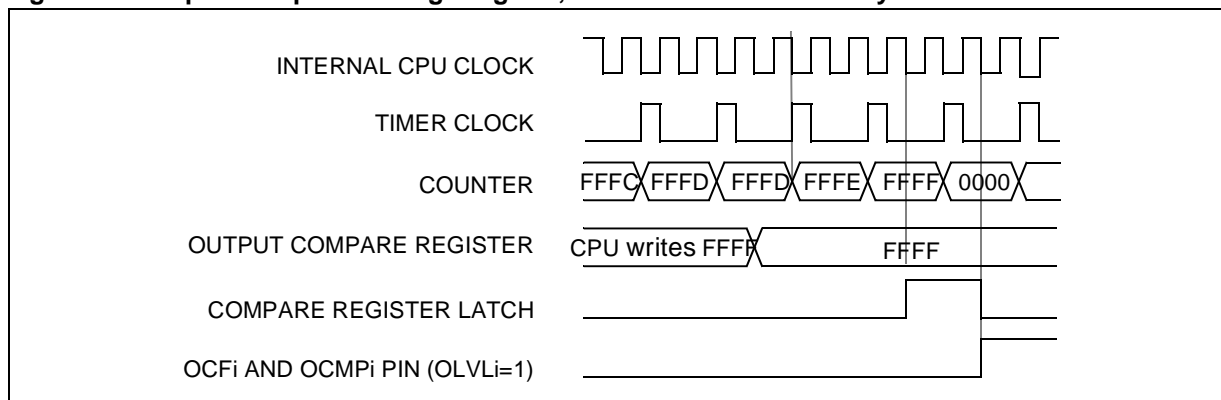 INTERNAL CPU CLOCK
TIMER CLOCK
COUNTER FFFC FFFD FFFD FFFE FFFF 0000
OUTPUT COMPARE REGISTER CPU writes FFFF FFFF
COMPARE REGISTER LATCH
OCFi AND OCMPi PIN (OLVLi=1)